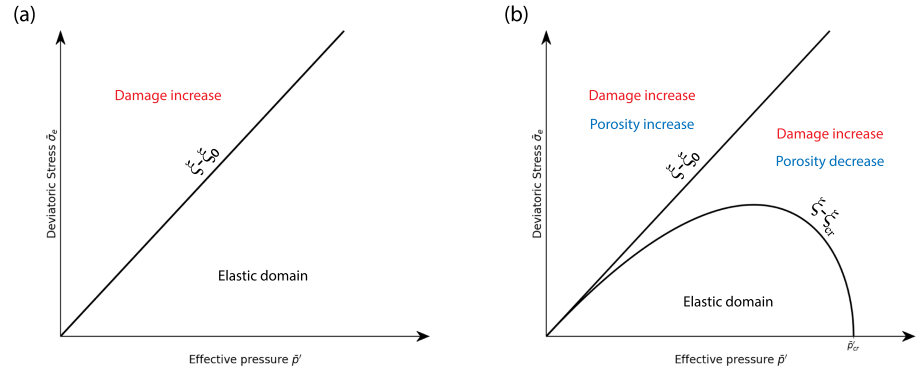 (a)
Damage increase
ξ-ξ₀
Elastic domain
Deviatoric Stress σ̃ₑ
Effective pressure p̃′
(b)
Damage increase
Porosity increase
ξ-ξ₀
Damage increase
Porosity decrease
ξ-ξcr
Elastic domain
Deviatoric Stress σ̃ₑ
p̃′cr
Effective pressure p̃′